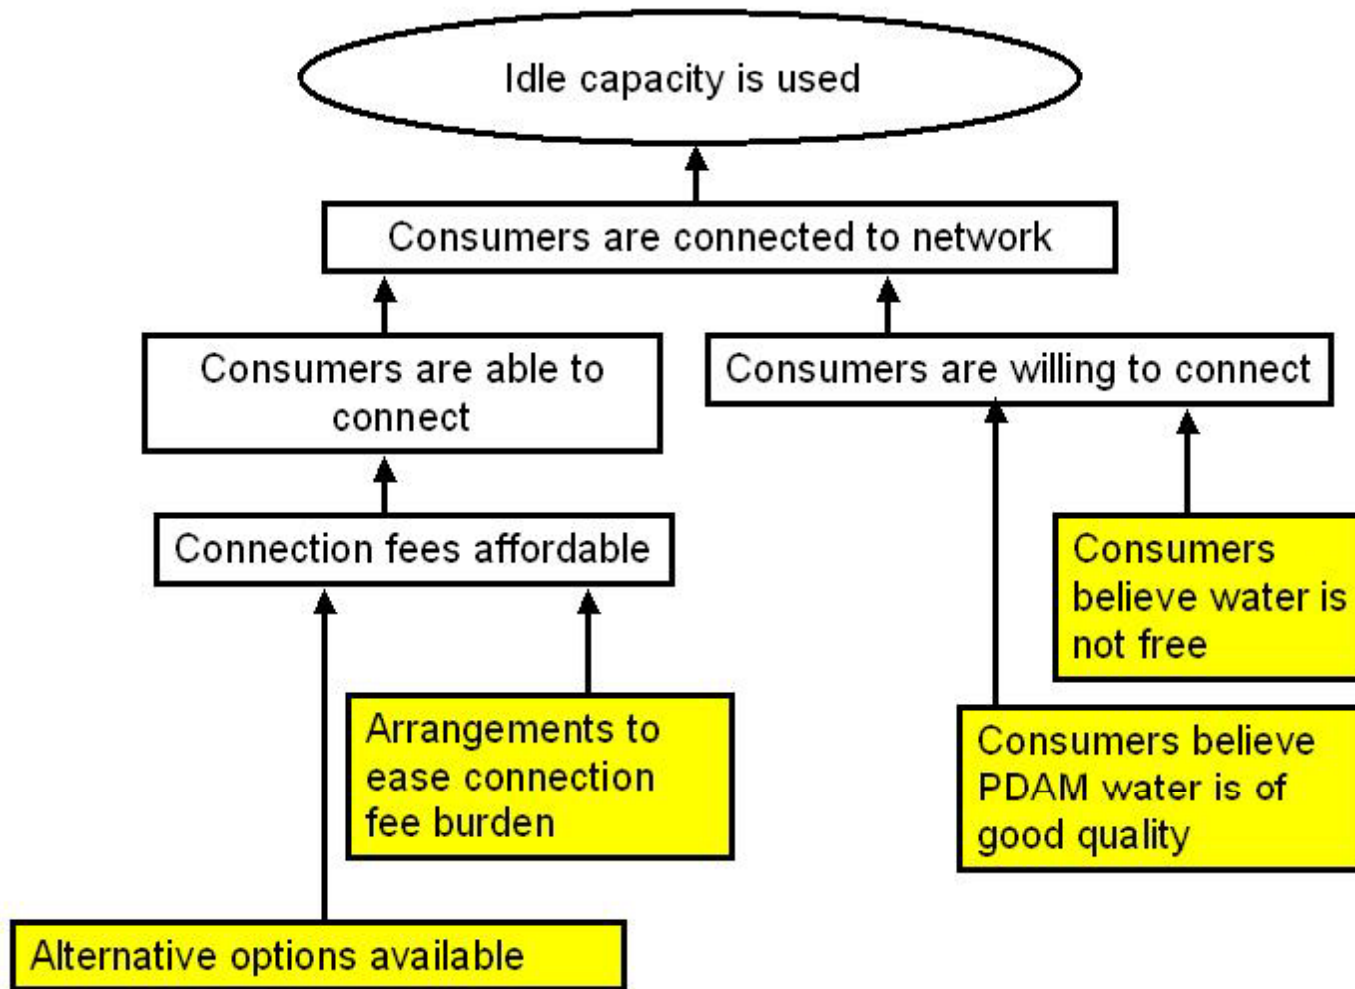 Idle capacity is used
Consumers are connected to network
Consumers are able to
connect
Consumers are willing to connect
Connection fees affordable
Consumers
believe water is
not free
Arrangements to
ease connection
fee burden
Consumers believe
PDAM water is of
good quality
Alternative options available